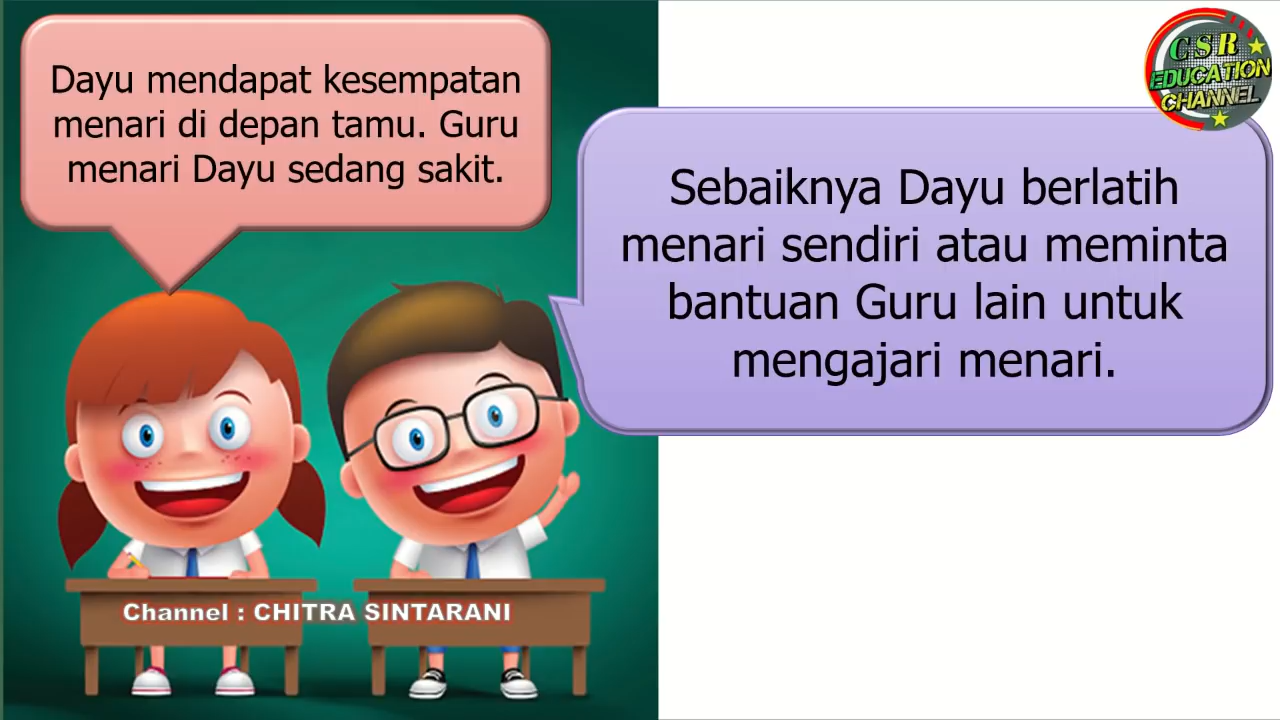 Dayu mendapat kesempatan
menari di depan tamu. Guru
menari Dayu sedang sakit.
Sebaiknya Dayu berlatih
menari sendiri atau meminta
bantuan Guru lain untuk
mengajari menari.
CSR
EDUCATION
CHANNEL
Channel : CHITRA SINTARANI